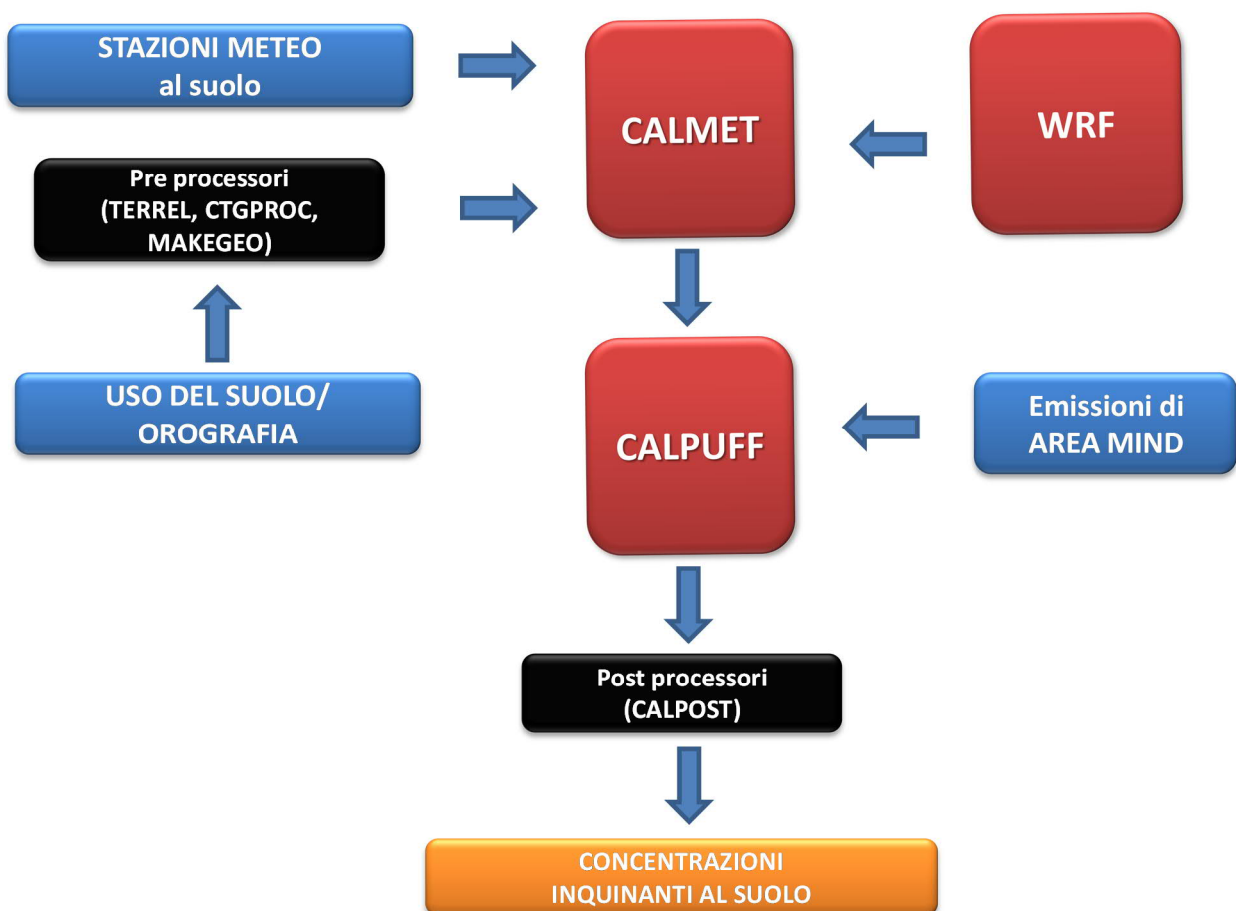 STAZIONI METEO
al suolo
CALMET
WRF
Pre processori
(TERREL, CTGPROC,
MAKEGEO)
USO DEL SUOLO/
OROGRAFIA
CALPUFF
Emissioni di
AREA MIND
Post processori
(CALPOST)
CONCENTRAZIONI
INQUINANTI AL SUOLO